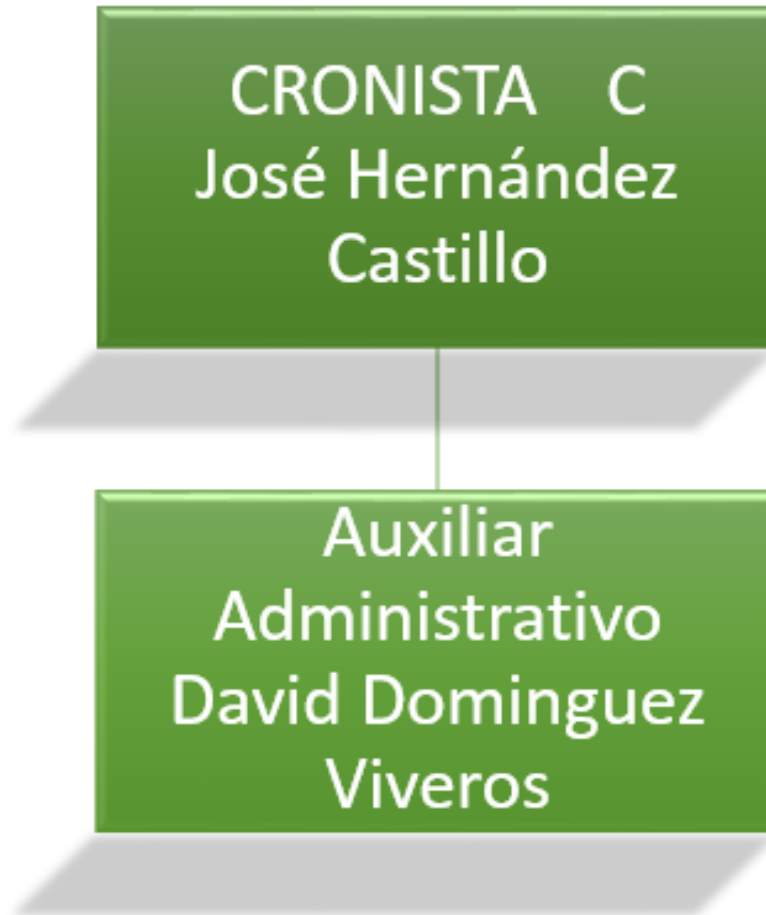 CRONISTA    C
José Hernández
Castillo
Auxiliar
Administrativo
David Dominguez
Viveros